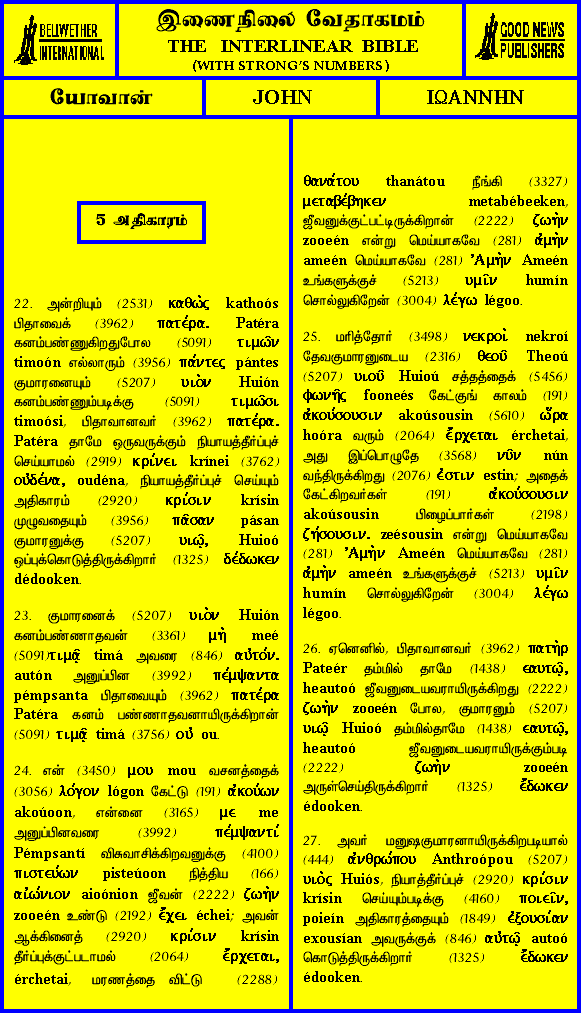 BELLWETHER
INTERNATIONAL
இணைநிலை வேதாகமம்
THE INTERLINEAR BIBLE
(WITH STRONG'S NUMBERS)
GOOD NEWS
PUBLISHERS
யோவான்
JOHN
ΙΩΑΝΝΗΝ
5 அதிகாரம்
22. அன்றியும் (2531) καθὼς kathoós
பிதாவைக் (3962) πατέρα. Patéra
கனம்பண்ணுகிறதுபோல (5091) τιμῶν
timoón எல்லாரும் (3956) πάντες pántes
குமாரனையும் (5207) υιὸν Huión
கனம்பண்ணும்படிக்கு (5091) τιμῶσι
timoósi, பிதாவானவர் (3962) πατέρα.
Patéra தாமே ஒருவருக்கும் நியாயத்தீர்ப்புச்
செய்யாமல் (2919) κρίνει krínei (3762)
οὐδένα, oudéna, நியாயத்தீர்ப்புச் செய்யும்
அதிகாரம் (2920) κρίσιν krísin
முழுவதையும் (3956) πᾶσαν pásan
குமாரனுக்கு (5207) υιῷ, Huioó
ஒப்புக்கொடுத்திருக்கிறார் (1325) δέδωκεν
dédooken.
23. குமாரனைக் (5207) υιὸν Huión
கனம்பண்ணாதவன் (3361) μὴ meé
(5091)τιμᾷ timá அவரை (846) αὐτόν.
autón அனுப்பின (3992) πέμψαντα
pémpsanta பிதாவையும் (3962) πατέρα
Patéra கனம் பண்ணாதவனாயிருக்கிறான்
(5091) τιμᾷ timá (3756) οὐ ou.
24. என் (3450) μου mou வசனத்தைக்
(3056) λόγον lógon கேட்டு (191) ἀκούων
akoúoon, என்னை (3165) με me
அனுப்பினவரை (3992) πέμψαντί
Pémpsantí விசுவாசிக்கிறவனுக்கு (4100)
πιστεύων pisteúoon நித்திய (166)
αἰώνιον aioónion ஜீவன் (2222) ζωὴν
zooeén உண்டு (2192) ἔχει échei; அவன்
ஆக்கினைத் (2920) κρίσιν krísin
தீர்ப்புக்குட்படாமல் (2064) ἔρχεται,
érchetai, மரணத்தை விட்டு (2288)
θανάτου thanátou நீங்கி (3327)
μεταβέβηκεν metabébeeken,
ஜீவனுக்குட்பட்டிருக்கிறான் (2222) ζωὴν
zooeén என்று மெய்யாகவே (281) ἀμὴν
ameén மெய்யாகவே (281) Ἀμὴν Ameén
உங்களுக்குச் (5213) υμῖν humín
சொல்லுகிறேன் (3004) λέγω légoo.
25. மரித்தோர் (3498) νεκροὶ nekroí
தேவகுமாரனுடைய (2316) θεοῦ Theoú
(5207) υιοῦ Huioú சத்தத்தைக் (5456)
φωνῆς fooneés கேட்குங் காலம் (191)
ἀκούσουσιν akoúsousin (5610) ὥρα
hoóra வரும் (2064) ἔρχεται érchetai,
அது இப்பொழுதே (3568) νῦν nún
வந்திருக்கிறது (2076) ἐστιν estin; அதைக்
கேட்கிறவர்கள் (191) ἀκούσουσιν
akoúsousin பிழைப்பார்கள் (2198)
ζήσουσιν. zeésousin என்று மெய்யாகவே
(281) Ἀμὴν Ameén மெய்யாகவே (281)
ἀμὴν ameén உங்களுக்குச் (5213) υμῖν
humín சொல்லுகிறேன் (3004) λέγω
légoo.
26. ஏனெனில், பிதாவானவர் (3962) πατὴρ
Pateér தம்மில் தாமே (1438) εαυτῷ,
heautoó ஜீவனுடையவராயிருக்கிறது (2222)
ζωὴν zooeén போல, குமாரனும் (5207)
υιῷ Huioó தம்மில்தாமே (1438) εαυτῷ,
heautoó ஜீவனுடையவராயிருக்கும்படி
(2222) ζωὴν zooeén
அருள்செய்திருக்கிறார் (1325) ἔδωκεν
édooken.
27. அவர் மனுஷகுமாரனாயிருக்கிறபடியால்
(444) ἀνθρώπου Anthroópou (5207)
υιὸς Huiós, நியாத்தீர்ப்புச் (2920) κρίσιν
krísin செய்யும்படிக்கு (4160) ποιεῖν,
poieín அதிகாரத்தையும் (1849) ἐξουσίαν
exousían அவருக்குக் (846) αὐτῷ autoó
கொடுத்திருக்கிறார் (1325) ἔδωκεν
édooken.